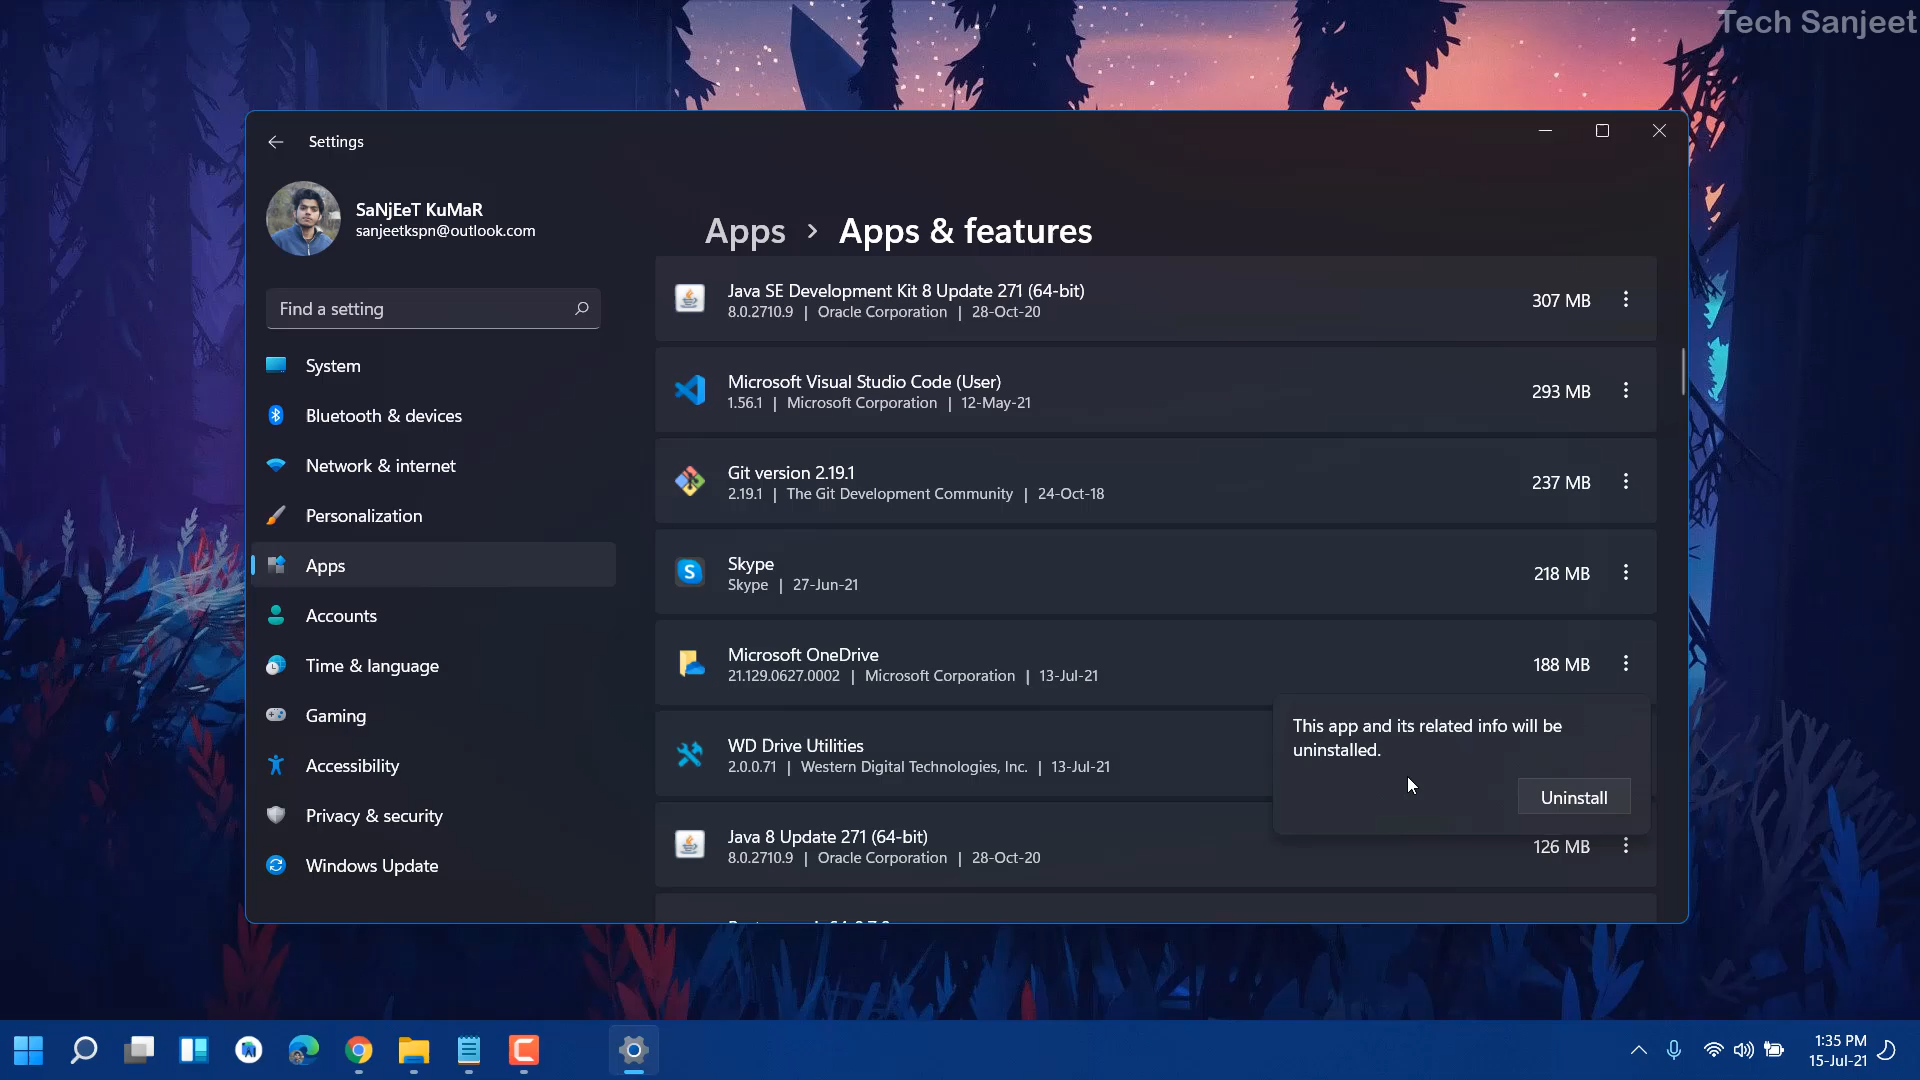 Tech Sanjeet
Settings
SaNjEeT KuMaR
sanjeetkspn@outlook.com
Find a setting
System
Bluetooth & devices
Network & internet
Personalization
Apps
Accounts
Time & language
Gaming
Accessibility
Privacy & security
Windows Update
Apps > Apps & features
Java SE Development Kit 8 Update 271 (64-bit)
8.0.2710.9 | Oracle Corporation | 28-Oct-20
307 MB
Microsoft Visual Studio Code (User)
1.56.1 | Microsoft Corporation | 12-May-21
293 MB
Git version 2.19.1
2.19.1 | The Git Development Community | 24-Oct-18
237 MB
Skype
Skype | 27-Jun-21
218 MB
Microsoft OneDrive
21.129.0627.0002 | Microsoft Corporation | 13-Jul-21
188 MB
This app and its related info will be
uninstalled.
Uninstall
WD Drive Utilities
2.0.0.71 | Western Digital Technologies, Inc. | 13-Jul-21
Java 8 Update 271 (64-bit)
8.0.2710.9 | Oracle Corporation | 28-Oct-20
126 MB
1:35 PM
15-Jul-21